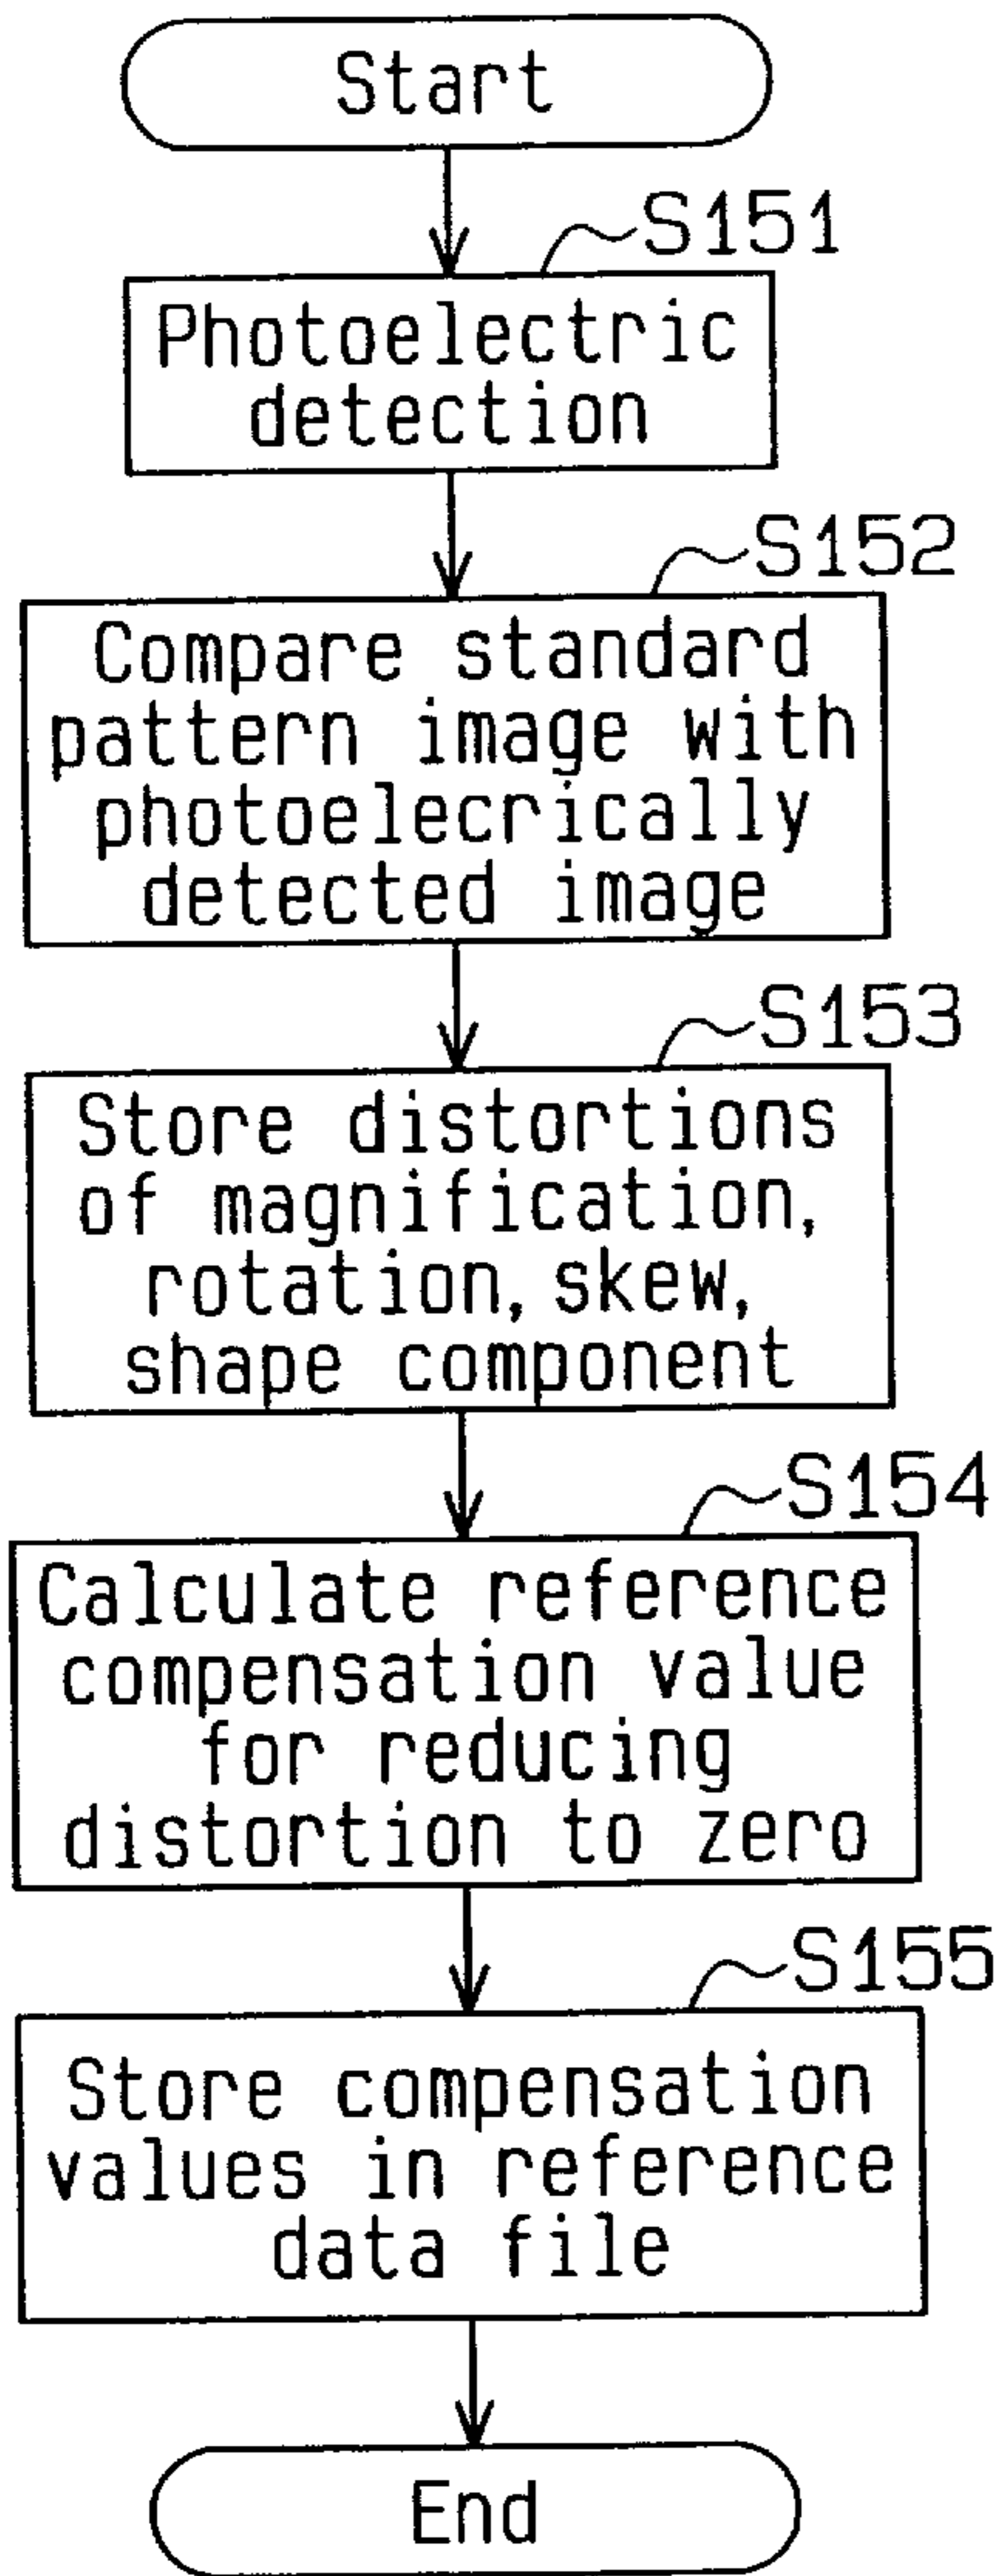 Start
S151
Photoelectric
detection
S152
Compare standard
pattern image with
photoelecrically
detected image
S153
Store distortions
of magnification,
rotation, skew,
shape component
S154
Calculate reference
compensation value
for reducing
distortion to zero
S155
Store compensation
values in reference
data file
End